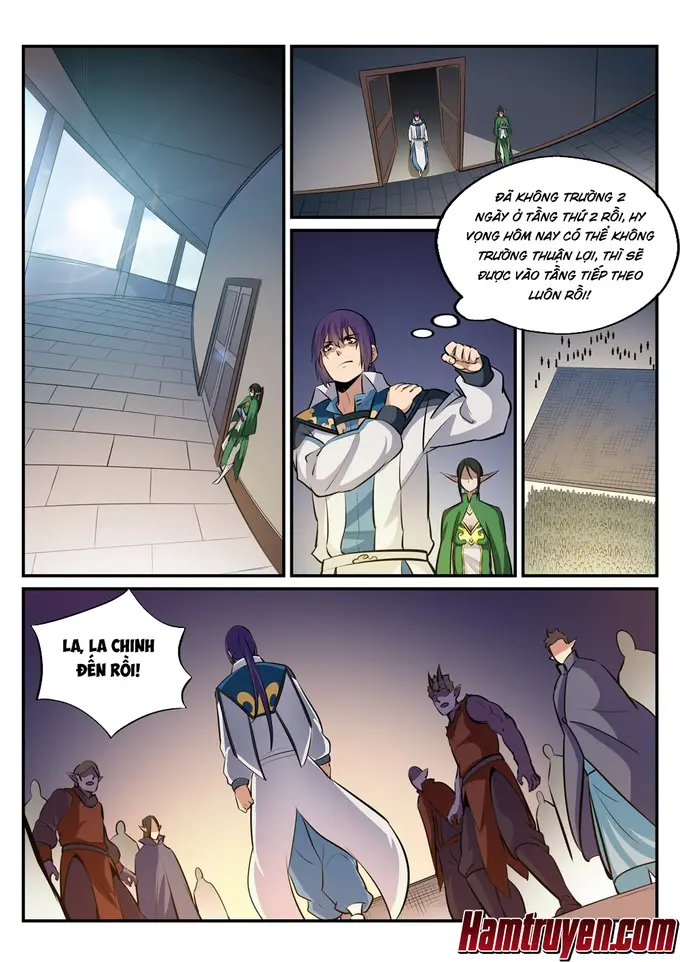 ĐÃ KHÔNG TRƯỜNG 2
NGÀY Ở TẦNG THỨ 2 RỒI, HY
VỌNG HÔM NAY CÓ THỂ KHÔNG
TRƯỜNG THUẬN LỢI, THÌ SẼ
ĐƯỢC VÀO TẦNG TIẾP THEO
LUÔN RỒI!
LA, LA CHINH
ĐẾN RỒI!
Hamtruyen.com